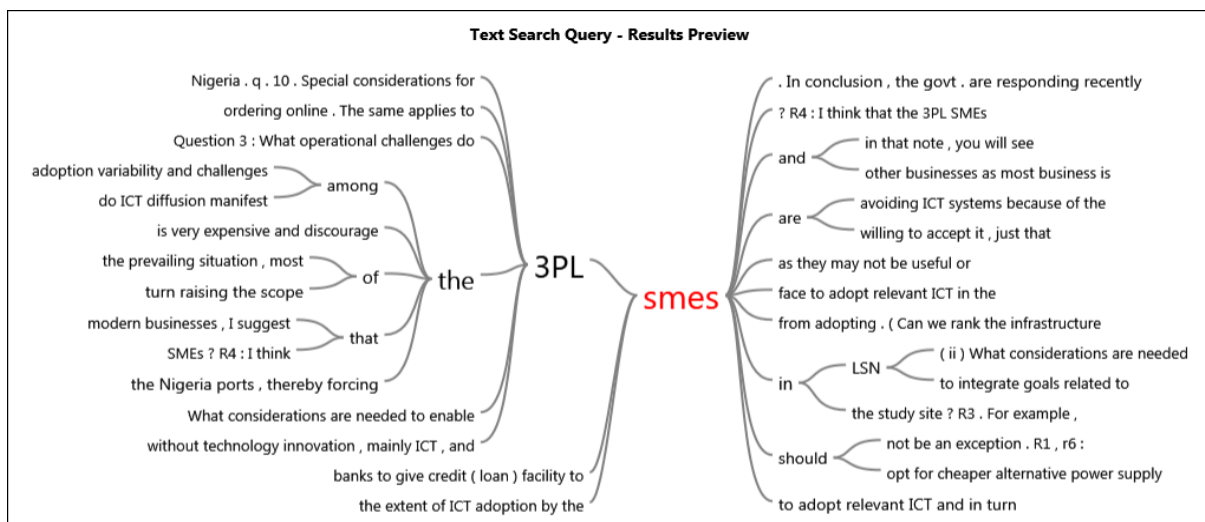 Text Search Query - Results Preview
Nigeria . q . 10 . Special considerations for
ordering online . The same applies to
Question 3 : What operational challenges do
adoption variability and challenges
do ICT diffusion manifest
among
is very expensive and discourage
the prevailing situation , most
turn raising the scope
of
modern businesses , I suggest
SMEs ? R4 : I think
that
the Nigeria ports , thereby forcing
the
What considerations are needed to enable
without technology innovation , mainly ICT , and
3PL
banks to give credit ( loan ) facility to
the extent of ICT adoption by the
smes
. In conclusion , the govt . are responding recently
? R4 : I think that the 3PL SMEs
and
in that note , you will see
other businesses as most business is
are
avoiding ICT systems because of the
willing to accept it , just that
as they may not be useful or
face to adopt relevant ICT in the
from adopting . ( Can we rank the infrastructure
in
LSN
( ii ) What considerations are needed
to integrate goals related to
the study site ? R3 . For example ,
should
not be an exception . R1 , r6 :
opt for cheaper alternative power supply
to adopt relevant ICT and in turn